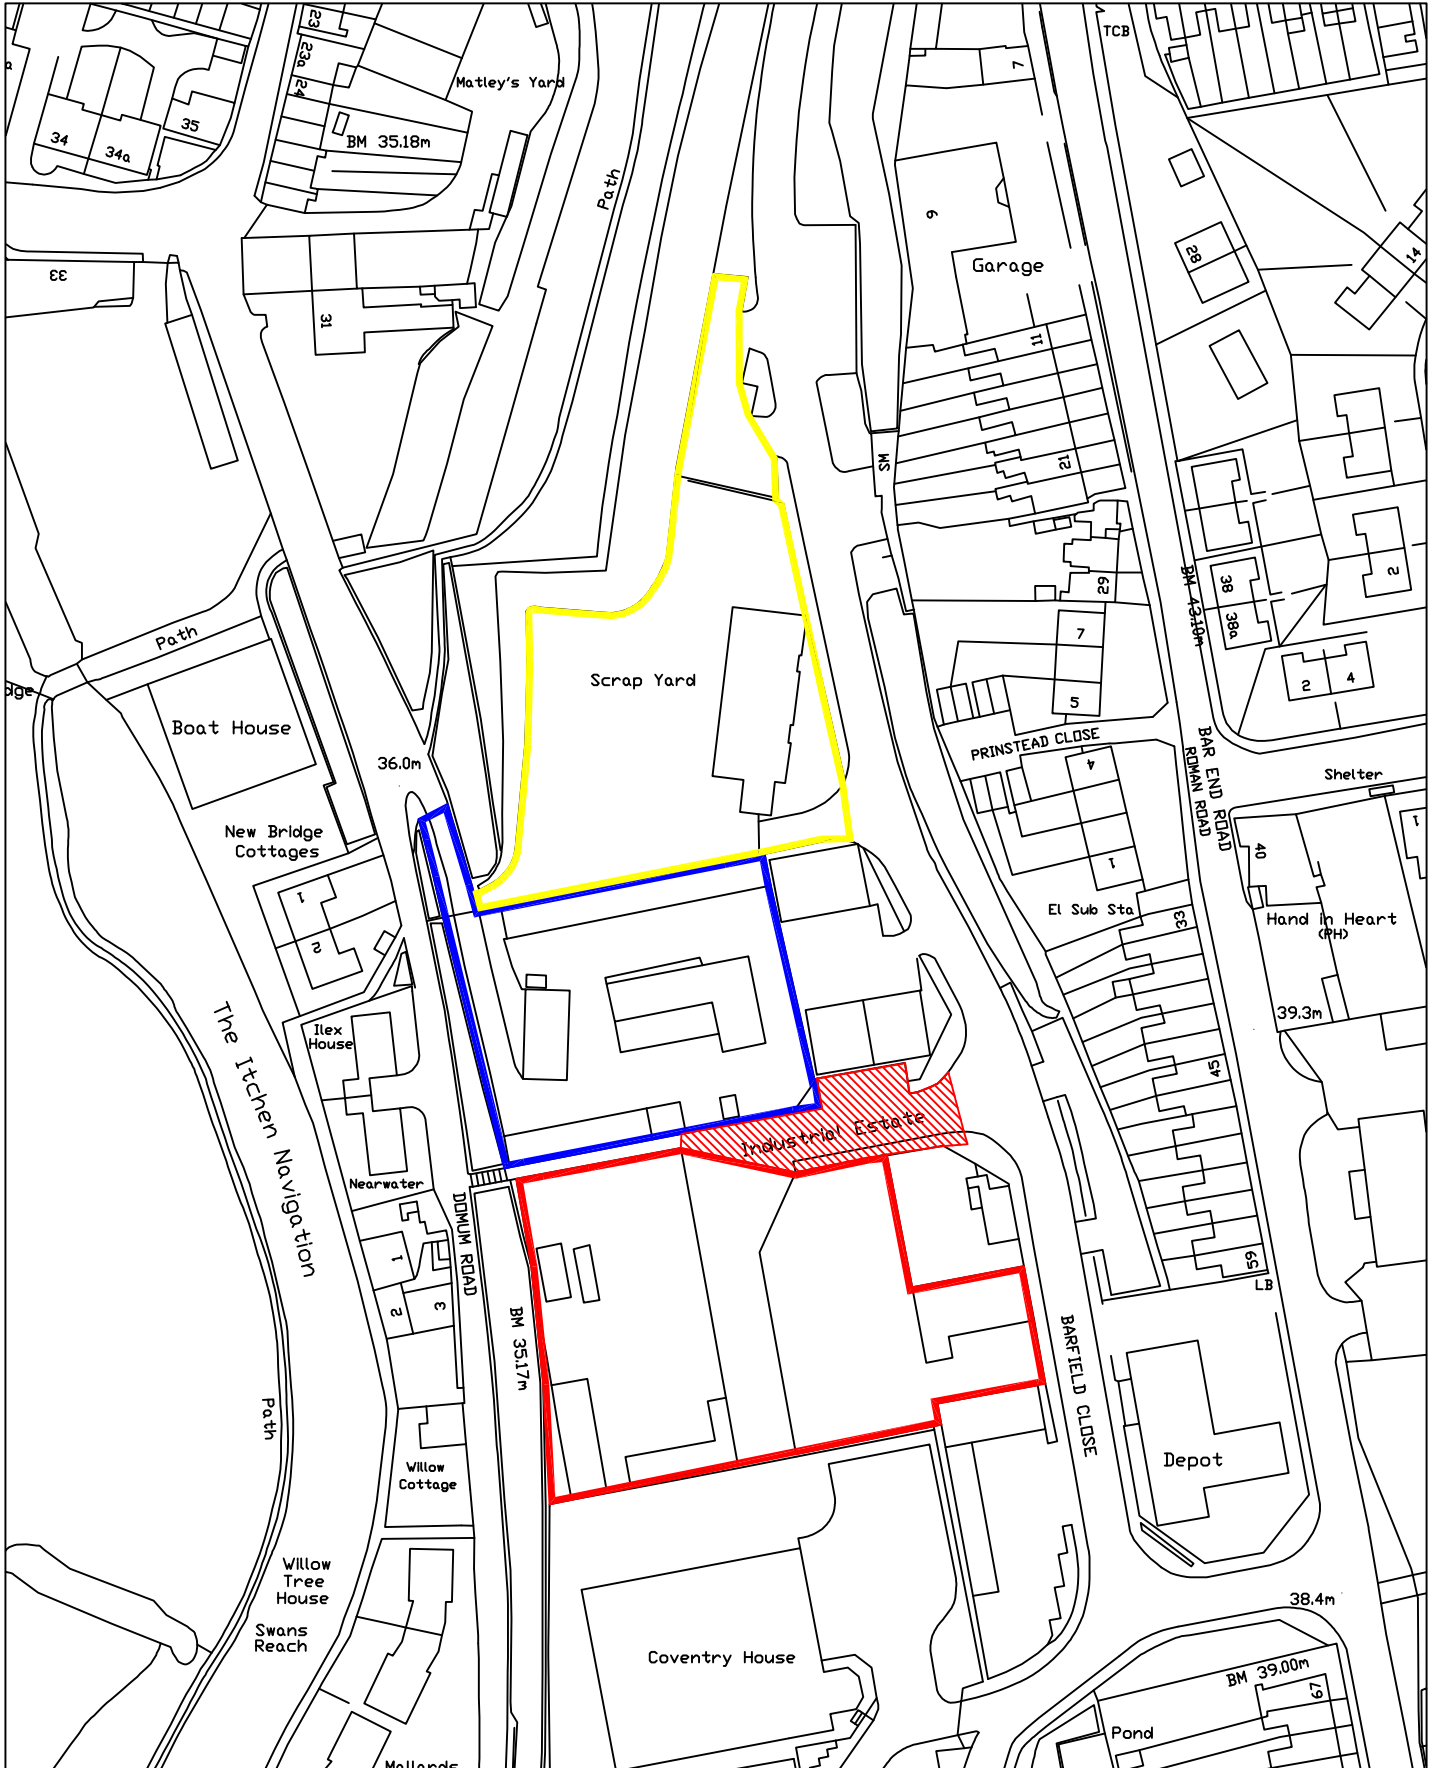 23
23a
24
Matley's Yard
7
TCB
35
34
34a
BM 35.18m
Path
9
28
14
33
Garage
31
11
SM
21
2
29
38
38a
BM 43.10m
Path
7
Scrap Yard
2
4
dge
5
Boat House
PRINSTEAD CLOSE
BAR END ROAD
ROMAN ROAD
36.0m
4
Shelter
New Bridge
Cottages
1
40
1
1
El Sub Sta
33
Hand in Heart
(PH)
2
39.3m
The Itchen Navigation
Ilex
House
45
Industrial Estate
Nearwater
DOMUM ROAD
1
59
LB
2
3
BM 35.17m
BARFIELD CLOSE
Path
Depot
Willow
Cottage
Willow
Tree
House
38.4m
Swans
Reach
Coventry House
BM 39.00m
67
Pond
Mallards